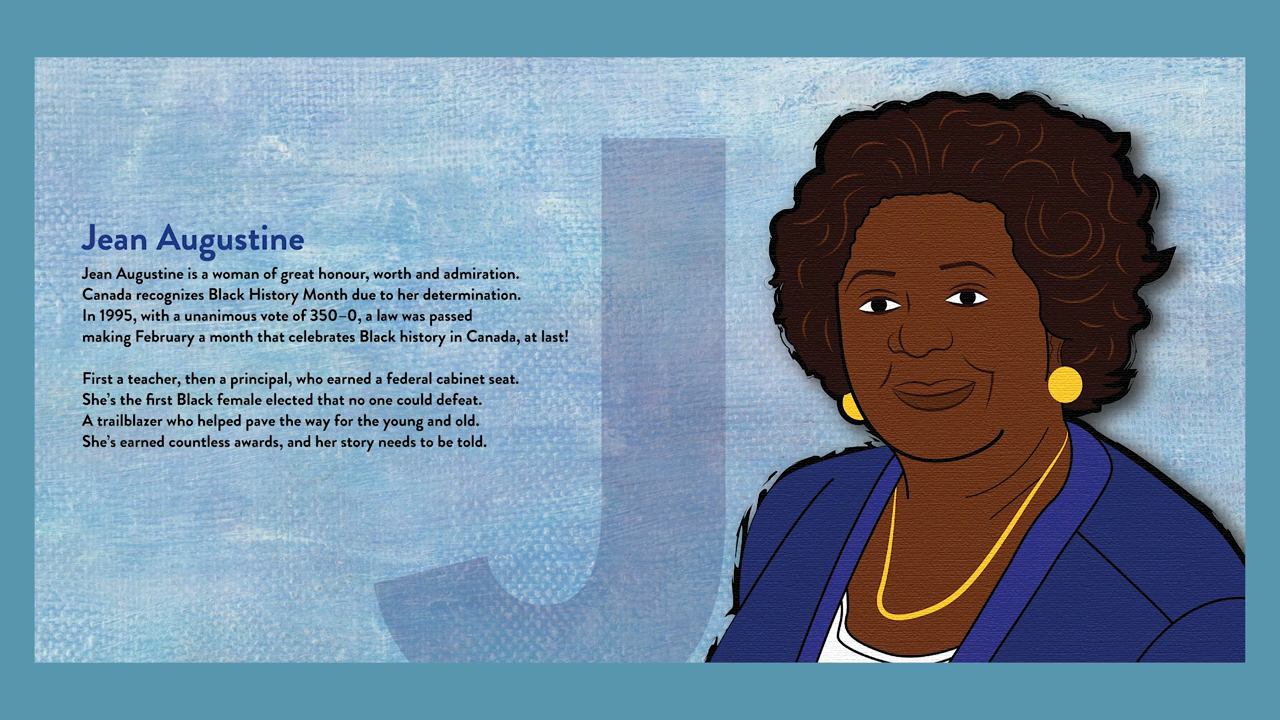 J
Jean Augustine
Jean Augustine is a woman of great honour, worth and admiration.
Canada recognizes Black History Month due to her determination.
In 1995, with a unanimous vote of 350–0, a law was passed
making February a month that celebrates Black history in Canada, at last!
First a teacher, then a principal, who earned a federal cabinet seat.
She's the first Black female elected that no one could defeat.
A trailblazer who helped pave the way for the young and old.
She's earned countless awards, and her story needs to be told.